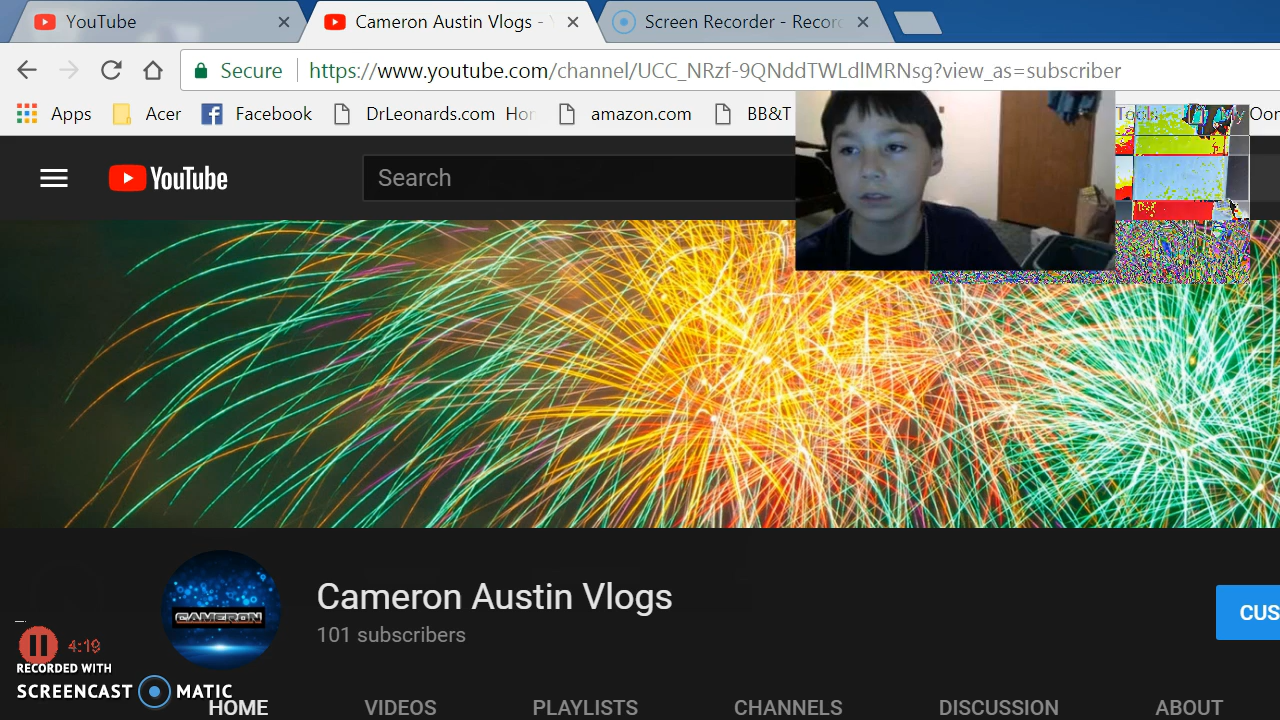 YouTube
Cameron Austin Vlogs -
Screen Recorder - Recor
Secure
https://www.youtube.com/channel/UCC_NRzf-9QNddTWLdlMRNsg?view_as=subscriber
Apps
Acer
Facebook
DrLeonards.com Hor
amazon.com
BB&T
YouTube
Search
CAMERON
Cameron Austin Vlogs
101 subscribers
CUS
4:19
RECORDED WITH
SCREENCAST MATIC
HOME
VIDEOS
PLAYLISTS
CHANNELS
DISCUSSION
ABOUT